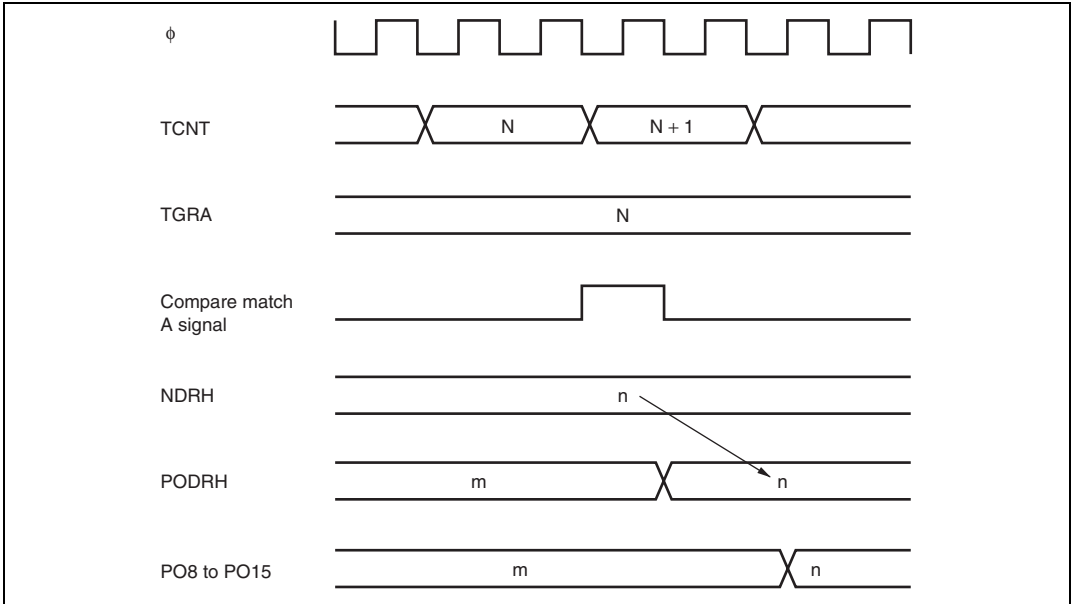 ϕ
TCNT
N
N + 1
TGRA
N
Compare match
A signal
NDRH
n
PODRH
m
n
PO8 to PO15
m
n